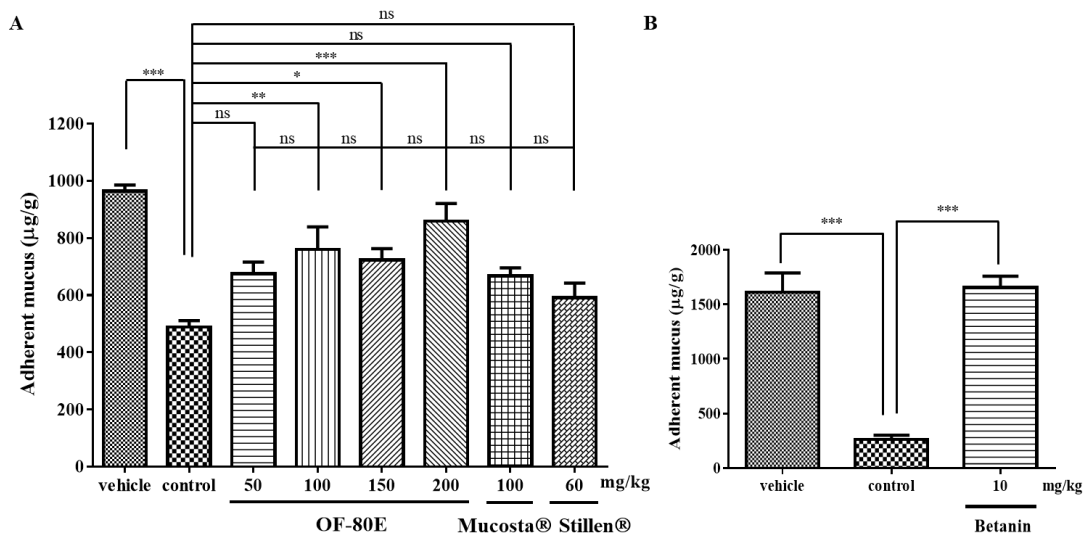 A
B
ns
ns
***
***
*
**
ns
ns ns ns ns ns
Adherent mucus (µg/g)
1200
1000
800
600
400
200
0
vehicle control 50 100 150 200 100 60 mg/kg
OF-80E Mucosta® Stillen®
*** ***
Adherent mucus (µg/g)
2000
1500
1000
500
0
vehicle control 10 mg/kg
Betanin